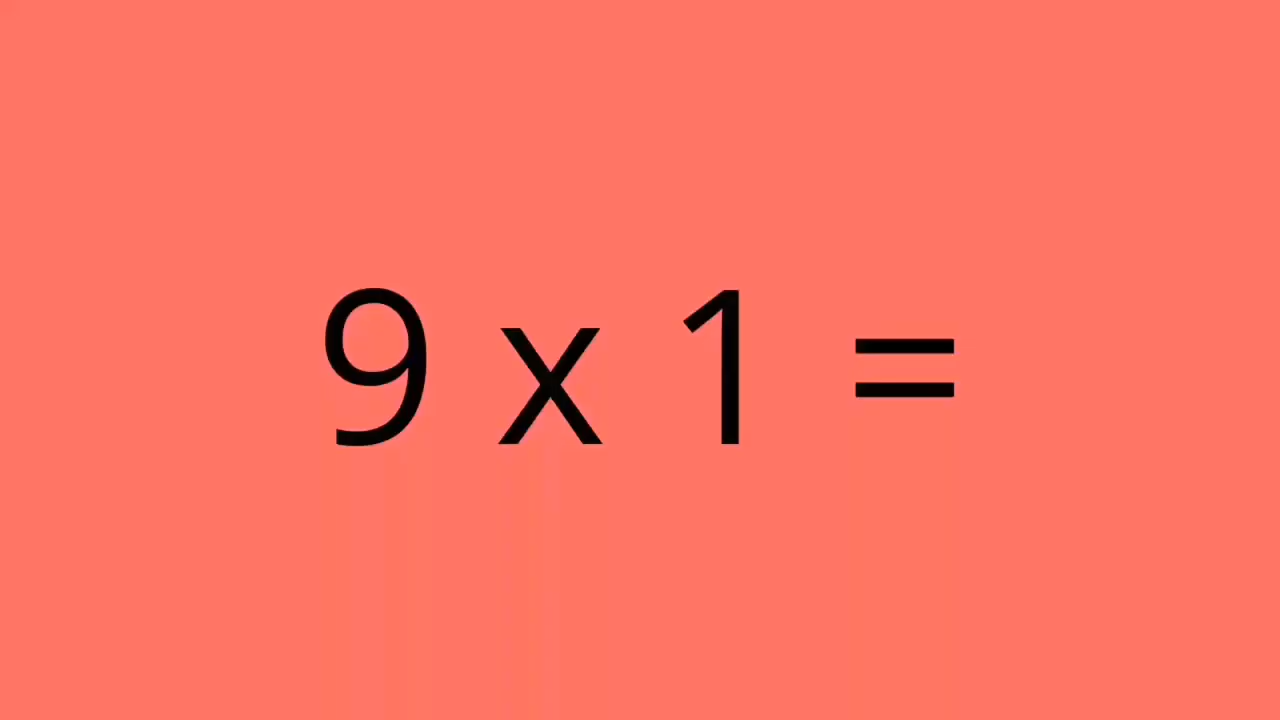 9 x 1 =